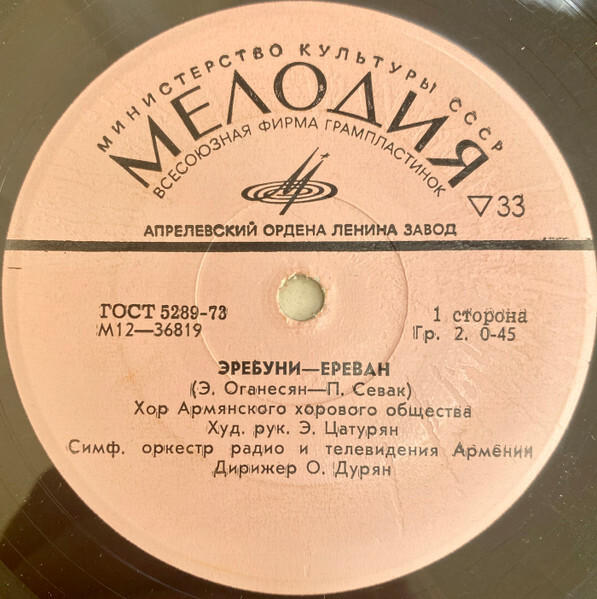 МИНИСТЕРСТВО КУЛЬТУРЫ СССР
МЕЛОДИЯ
ВСЕСОЮЗНАЯ ФИРМА ГРАМПЛАСТИНОК
▽33
АПРЕЛЕВСКИЙ ОРДЕНА ЛЕНИНА ЗАВОД
ГОСТ 5289-73
М12—36819
1 сторона
Гр. 2. 0-45
ЭРЕБУНИ—ЕРЕВАН
(Э. Оганесян—П. Севак)
Хор Армянского хорового общества
Худ. рук. Э. Цатурян
Симф. оркестр радио и телевидения Армении
Дирижер О. Дурян